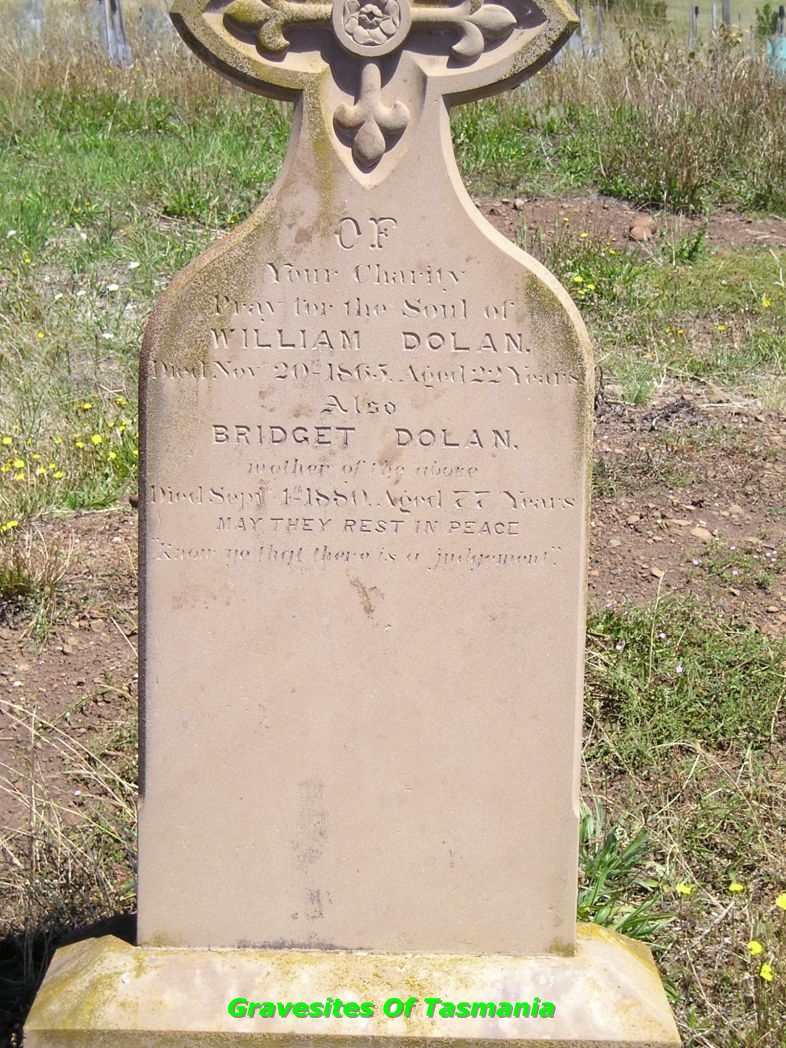 OF
Your Charity
Pray for the Soul of
WILLIAM DOLAN.
Died Novr 20th 1865. Aged 22 Years
Also
BRIDGET DOLAN.
mother of the above
Died Septr 4th 1880. Aged 77 Years
MAY THEY REST IN PEACE
"Know ye that there is a judgement".
Gravesites Of Tasmania